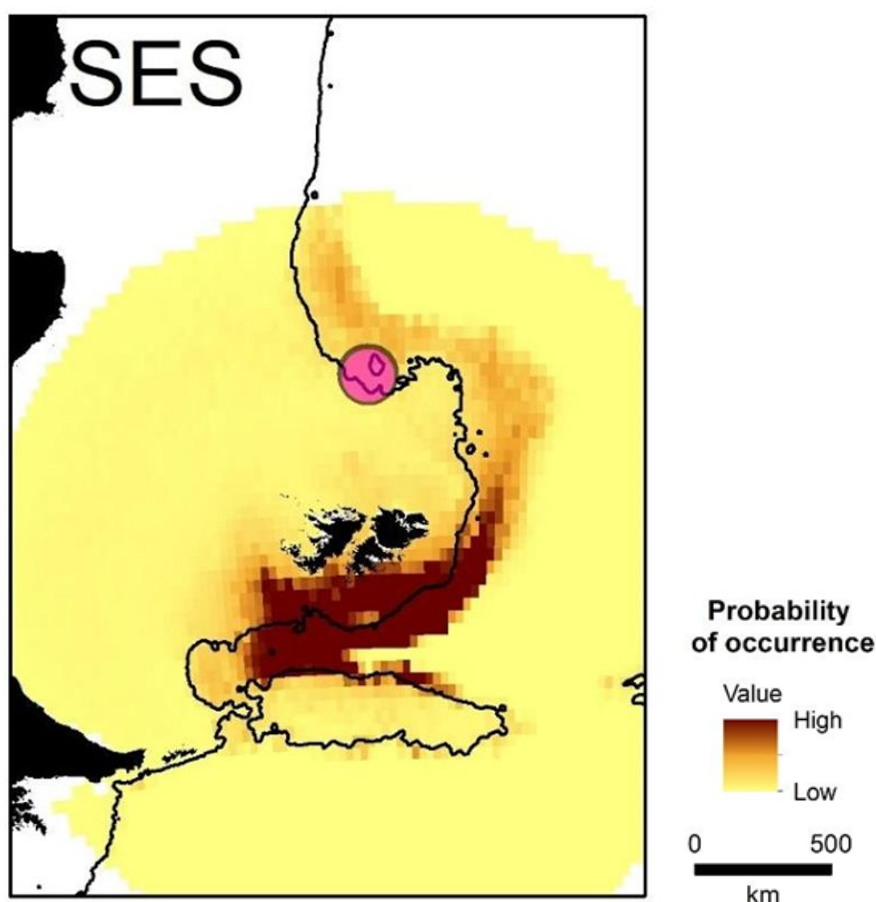 SES
Probability
of occurrence
Value
High
Low
0 500
km